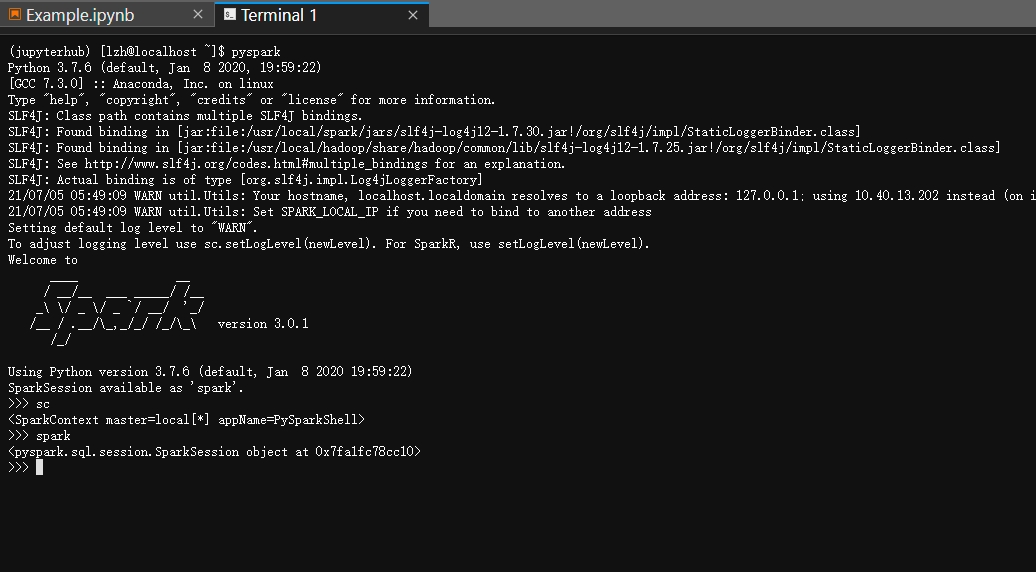 Example.ipynb
Terminal 1
(jupyterhub) [lzh@localhost ~]$ pyspark
Python 3.7.6 (default, Jan  8 2020, 19:59:22)
[GCC 7.3.0] :: Anaconda, Inc. on linux
Type "help", "copyright", "credits" or "license" for more information.
SLF4J: Class path contains multiple SLF4J bindings.
SLF4J: Found binding in [jar:file:/usr/local/spark/jars/slf4j-log4j12-1.7.30.jar!/org/slf4j/impl/StaticLoggerBinder.class]
SLF4J: Found binding in [jar:file:/usr/local/hadoop/share/hadoop/common/lib/slf4j-log4j12-1.7.25.jar!/org/slf4j/impl/StaticLoggerBinder.class]
SLF4J: See http://www.slf4j.org/codes.html#multiple_bindings for an explanation.
SLF4J: Actual binding is of type [org.slf4j.impl.Log4jLoggerFactory]
21/07/05 05:49:09 WARN util.Utils: Your hostname, localhost.localdomain resolves to a loopback address: 127.0.0.1; using 10.40.13.202 instead (on i
21/07/05 05:49:09 WARN util.Utils: Set SPARK_LOCAL_IP if you need to bind to another address
Setting default log level to "WARN".
To adjust logging level use sc.setLogLevel(newLevel). For SparkR, use setLogLevel(newLevel).
Welcome to
Spark version 3.0.1
Using Python version 3.7.6 (default, Jan  8 2020 19:59:22)
SparkSession available as 'spark'.
>>> sc
<SparkContext master=local[*] appName=PySparkShell>
>>> spark
<pyspark.sql.session.SparkSession object at 0x7fa1fc78cc10>
>>>